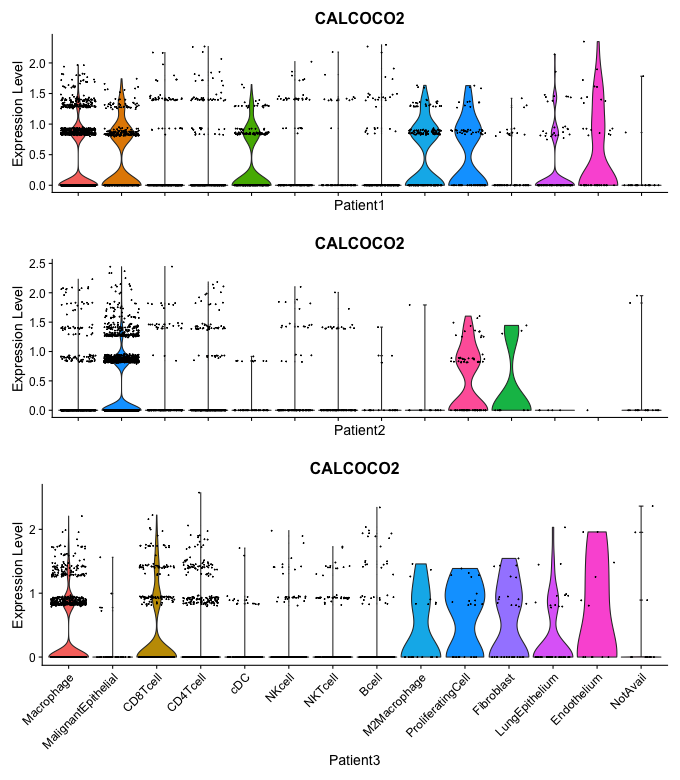 CALCOCO2
Expression Level
2.0
1.5
1.0
0.5
0.0
Patient1
CALCOCO2
Expression Level
2.5
2.0
1.5
1.0
0.5
0.0
Patient2
CALCOCO2
Expression Level
2
1
0
Macrophage
MalignantEpithelial
CD8Tcell
CD4Tcell
cDC
NKcell
NKTcell
Bcell
M2Macrophage
ProliferatingCell
Fibroblast
LungEpithelium
Endothelium
NotAvail
Patient3